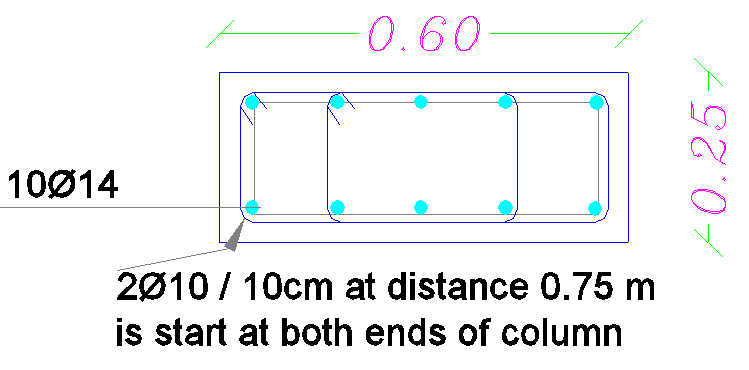 0.60
0.25
10Ø14
2Ø10 / 10cm at distance 0.75 m
is start at both ends of column